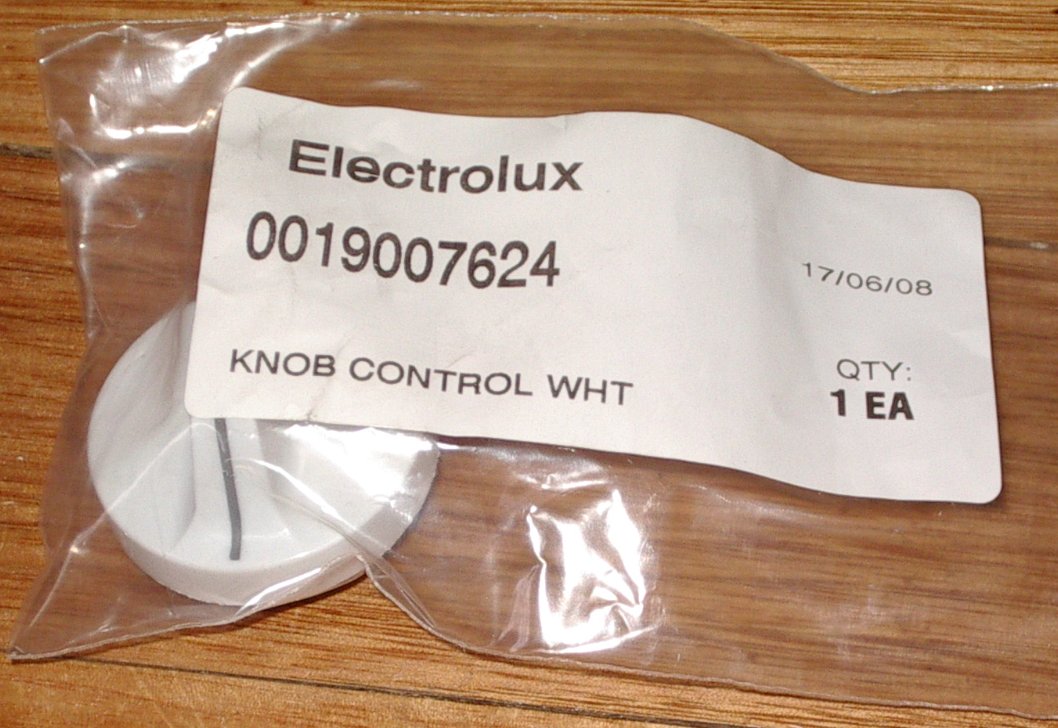 Electrolux
0019007624
17/06/08
KNOB CONTROL WHT
QTY:
1 EA